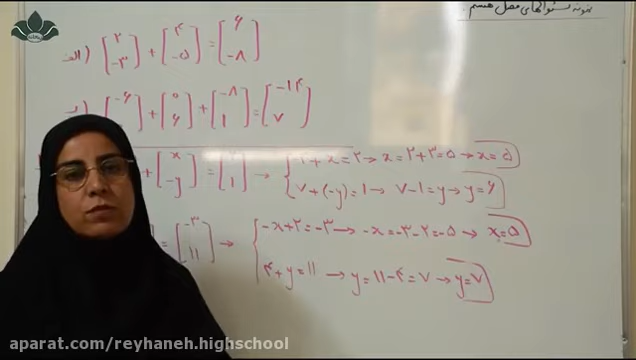 نمونه سئوالهای فصل هشتم
الف) [۲ -۳] + [۴ -۵] = [۶ -۸]
[-۶ ] + [۰ ۶] + [-۸ ۱] = [-۱۴ ۷]
+ [x -y] = [ ۱] → + x = ۲ → x = ۲+۳ = ۵ → x = ۵
۷+(-y)=۱ → ۷-۱=y → y=۶
= [-۳ ۱۱] → -x+۲=-۳ → -x=-۳-۲=-۵ → x=۵
۴+y=۱۱ → y=۱۱-۴=۷ → y=۷
aparat.com/reyhaneh.highschool